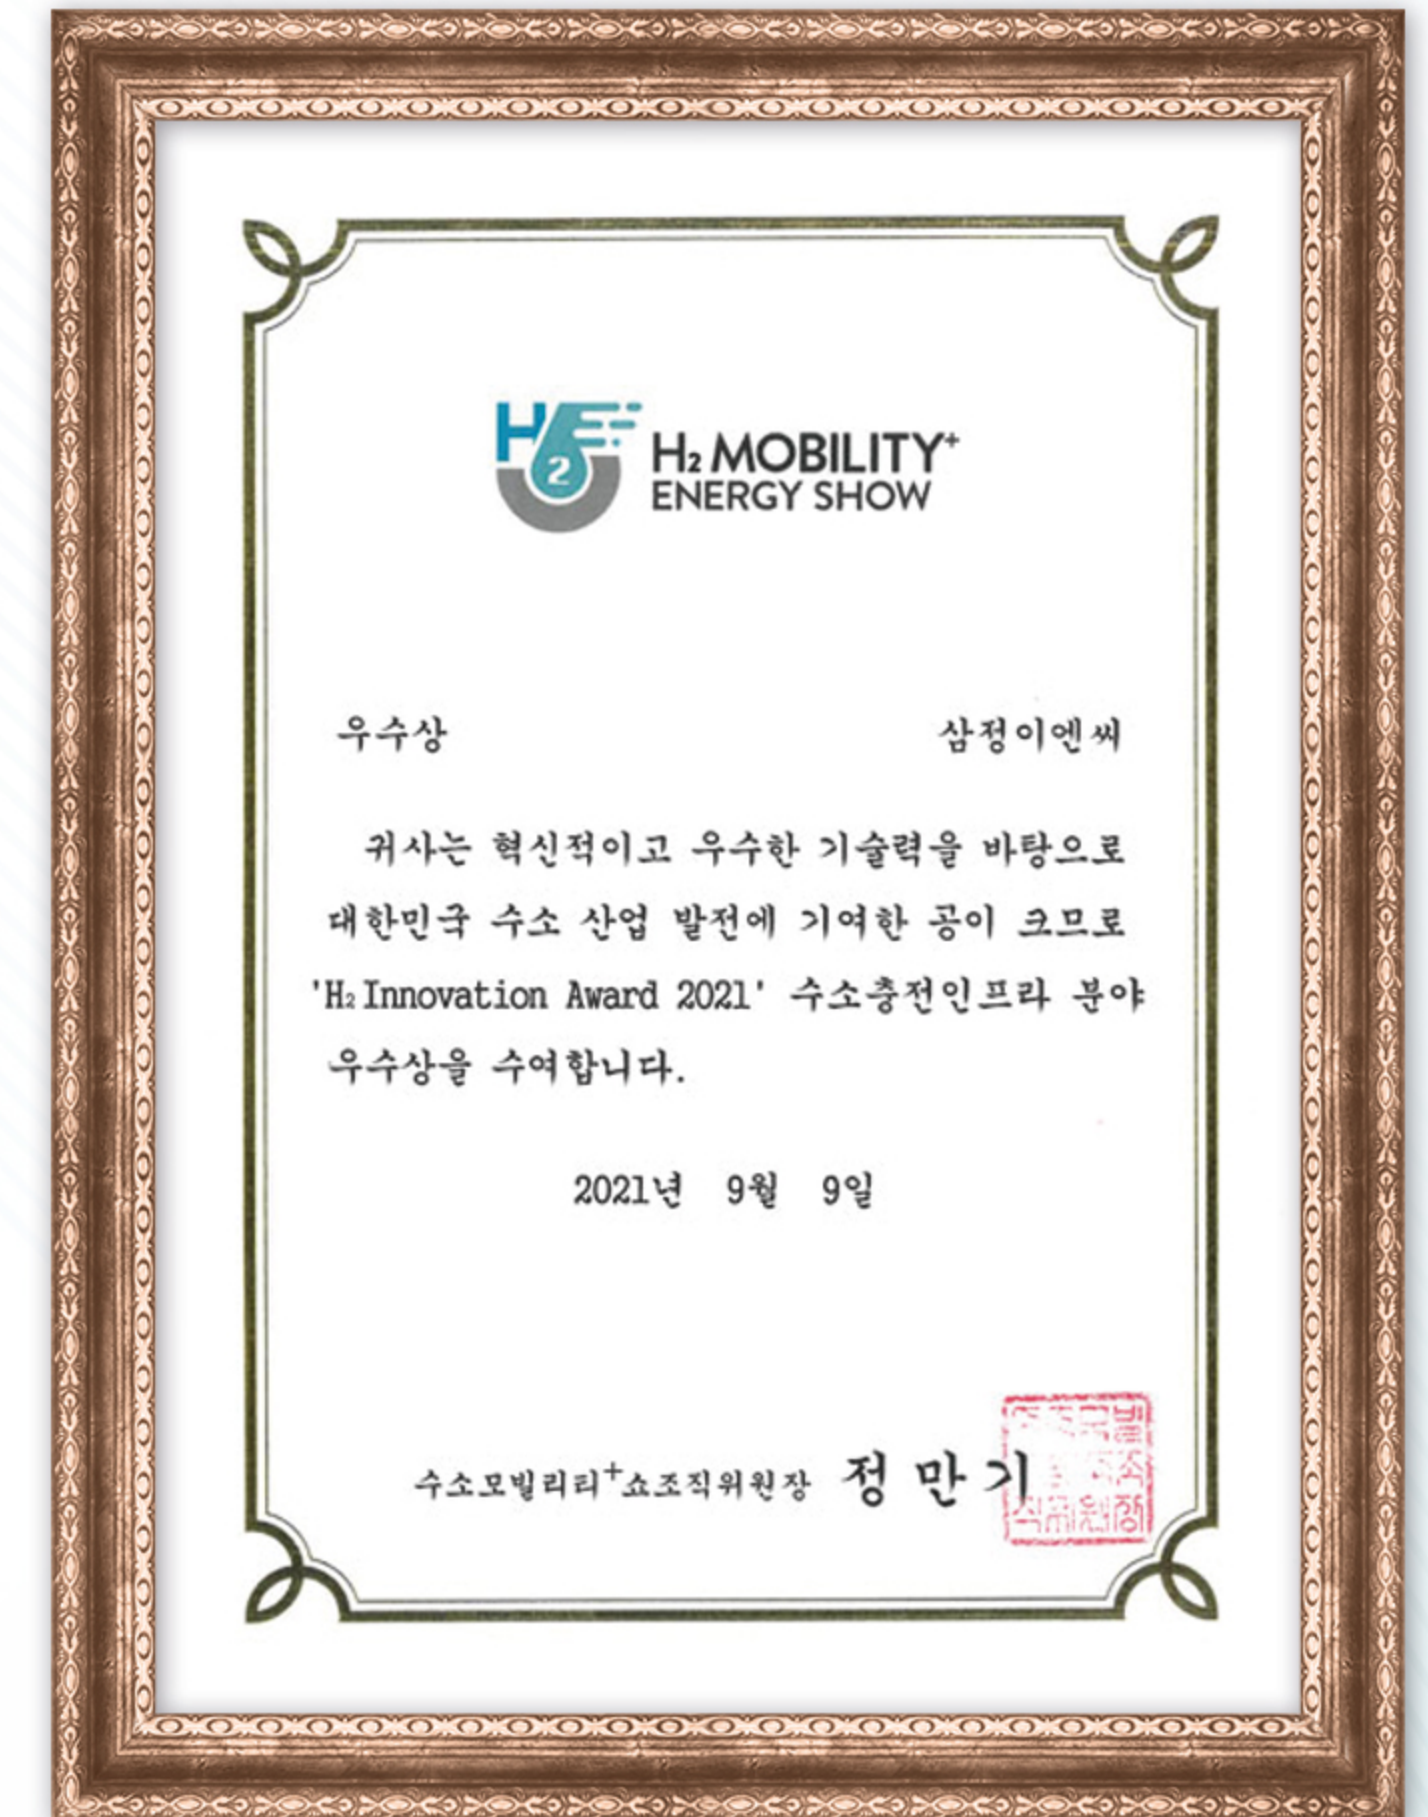 H2
H₂ MOBILITY⁺
ENERGY SHOW
우수상 삼정이엔씨
귀사는 혁신적이고 우수한 기술력을 바탕으로
대한민국 수소 산업 발전에 기여한 공이 크므로
'H₂ Innovation Award 2021' 수소충전인프라 분야
우수상을 수여합니다.
2021년 9월 9일
수소모빌리티⁺쇼조직위원장 정만기